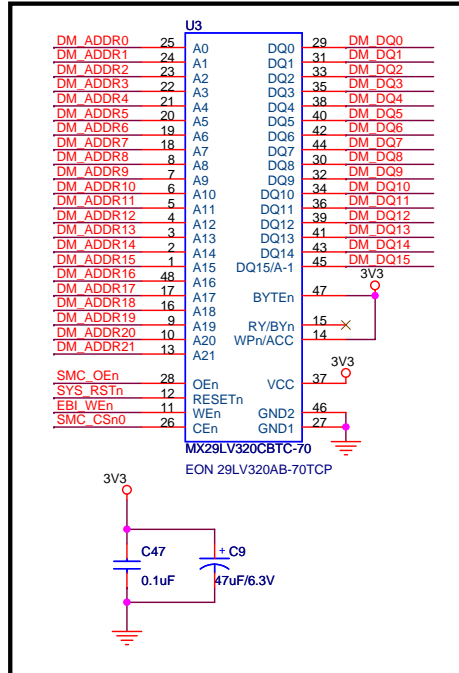 U3
DM_ADDR0 25 A0 DQ0 29 DM_DQ0
DM_ADDR1 24 A1 DQ1 31 DM_DQ1
DM_ADDR2 23 A2 DQ2 33 DM_DQ2
DM_ADDR3 22 A3 DQ3 35 DM_DQ3
DM_ADDR4 21 A4 DQ4 38 DM_DQ4
DM_ADDR5 20 A5 DQ5 40 DM_DQ5
DM_ADDR6 19 A6 DQ6 42 DM_DQ6
DM_ADDR7 18 A7 DQ7 44 DM_DQ7
DM_ADDR8 8 A8 DQ8 30 DM_DQ8
DM_ADDR9 7 A9 DQ9 32 DM_DQ9
DM_ADDR10 6 A10 DQ10 34 DM_DQ10
DM_ADDR11 5 A11 DQ11 36 DM_DQ11
DM_ADDR12 4 A12 DQ12 39 DM_DQ12
DM_ADDR13 3 A13 DQ13 41 DM_DQ13
DM_ADDR14 2 A14 DQ14 43 DM_DQ14
DM_ADDR15 1 A15 DQ15/A-1 45 DM_DQ15
DM_ADDR16 48 A16 3V3
DM_ADDR17 17 A17 BYTEn 47
DM_ADDR18 16 A18
DM_ADDR19 9 A19 RY/BYn 15
DM_ADDR20 10 A20 WPn/ACC 14
DM_ADDR21 13 A21
3V3
SMC_OEn 28 OEn VCC 37
SYS_RSTn 12 RESETn
EBI_WEn 11 WEn GND2 46
SMC_CSn0 26 CEn GND1 27
MX29LV320CBTC-70
EON 29LV320AB-70TCP
3V3
C47 + C9
0.1uF 47uF/6.3V